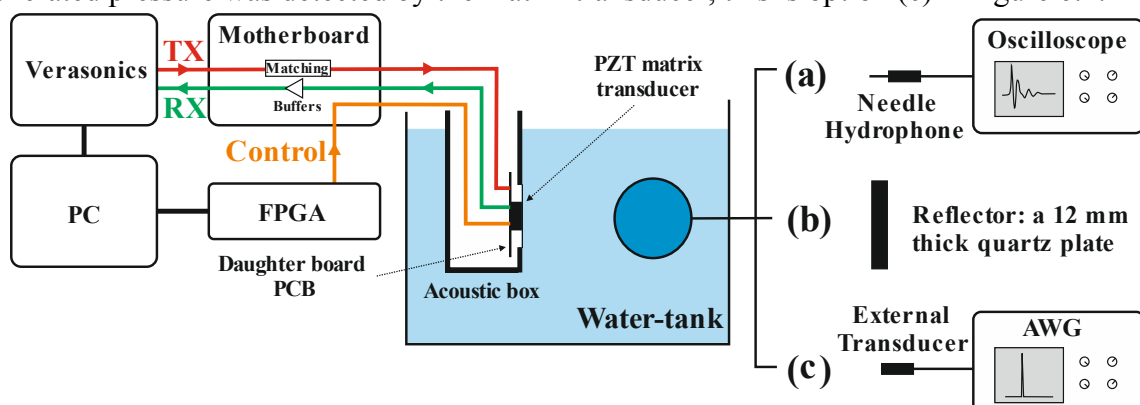 TX
Motherboard
Verasonics
Matching
RX
Buffers
Control
PC
FPGA
Daughter board
PCB
Acoustic box
PZT matrix
transducer
Water-tank
(a)
Needle
Hydrophone
Oscilloscope
(b)
Reflector: a 12 mm
thick quartz plate
(c)
External
Transducer
AWG